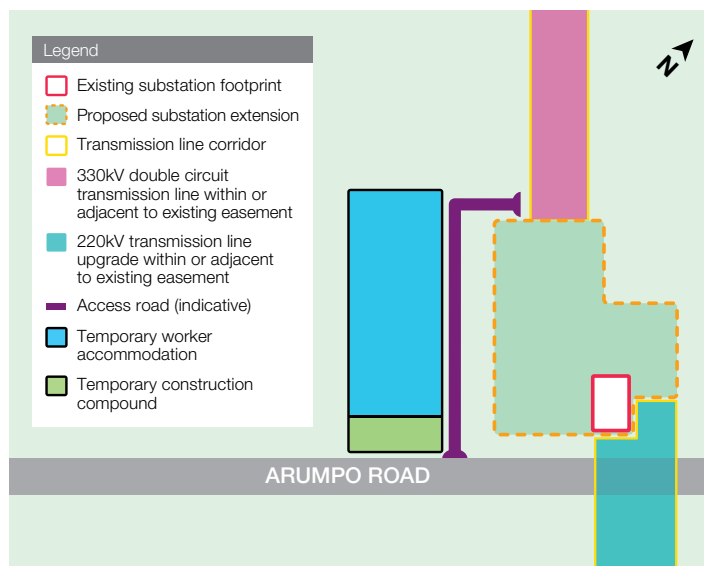 Legend
Existing substation footprint
Proposed substation extension
Transmission line corridor
330kV double circuit
transmission line within or
adjacent to existing easement
220kV transmission line
upgrade within or adjacent
to existing easement
Access road (indicative)
Temporary worker
accommodation
Temporary construction
compound
N
ARUMPO ROAD